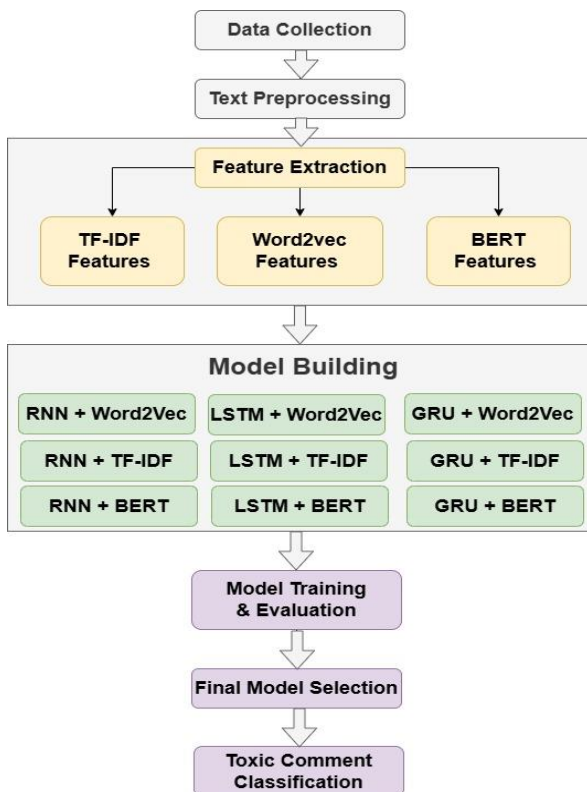 Data Collection
Text Preprocessing
Feature Extraction
TF-IDF
Features
Word2vec
Features
BERT
Features
Model Building
RNN + Word2Vec
LSTM + Word2Vec
GRU + Word2Vec
RNN + TF-IDF
LSTM + TF-IDF
GRU + TF-IDF
RNN + BERT
LSTM + BERT
GRU + BERT
Model Training
& Evaluation
Final Model Selection
Toxic Comment
Classification